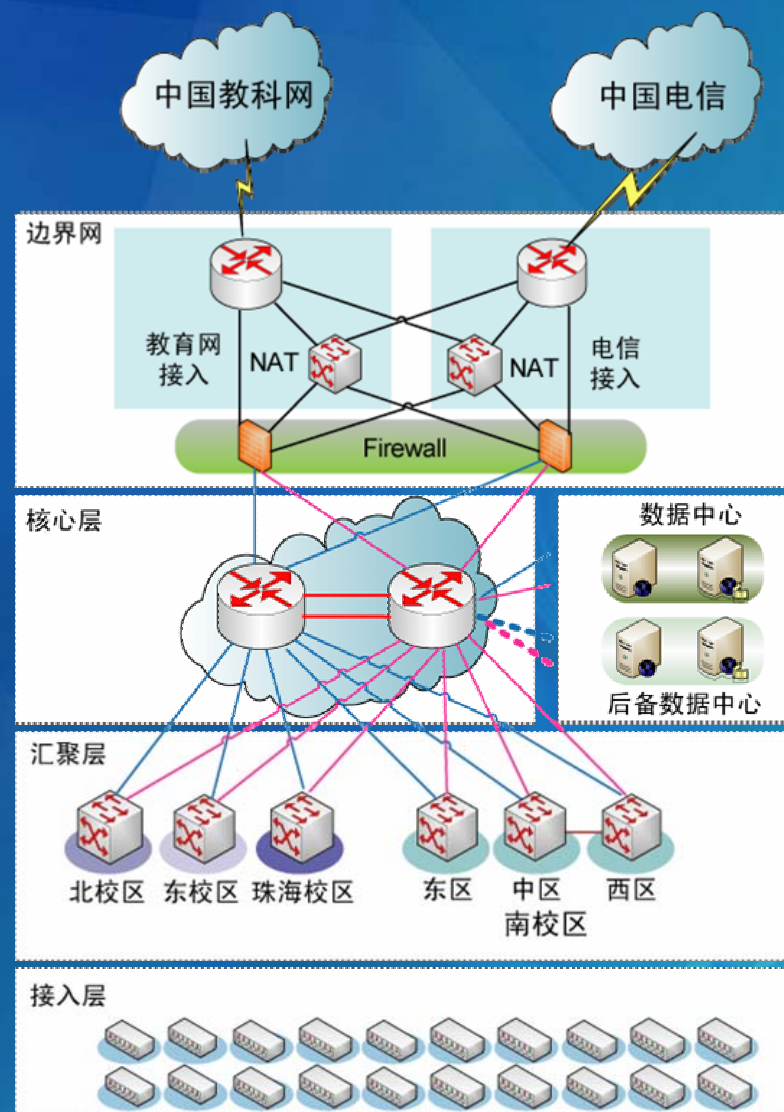 中国教科网
中国电信
边界网
教育网
接入
NAT
NAT
电信
接入
Firewall
核心层
数据中心
后备数据中心
汇聚层
北校区
东校区
珠海校区
东区
中区
西区
南校区
接入层